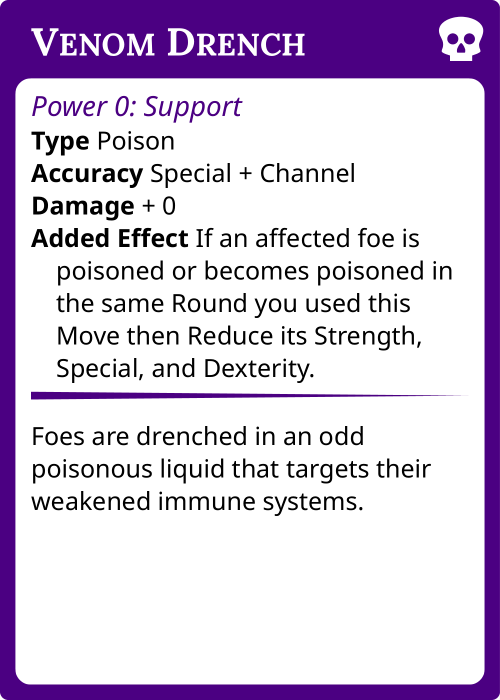 Venom Drench
Power 0: Support
Type Poison
Accuracy Special + Channel
Damage + 0
Added Effect If an affected foe is
poisoned or becomes poisoned in
the same Round you used this
Move then Reduce its Strength,
Special, and Dexterity.
Foes are drenched in an odd
poisonous liquid that targets their
weakened immune systems.